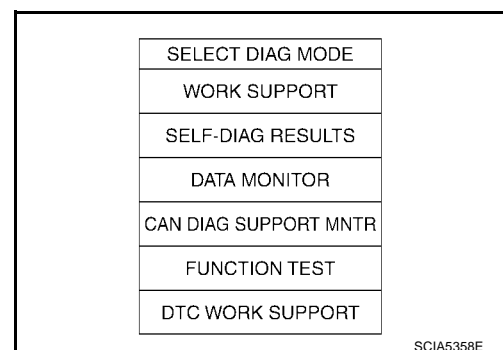 SELECT DIAG MODE
WORK SUPPORT
SELF-DIAG RESULTS
DATA MONITOR
CAN DIAG SUPPORT MNTR
FUNCTION TEST
DTC WORK SUPPORT
SCIA5358E